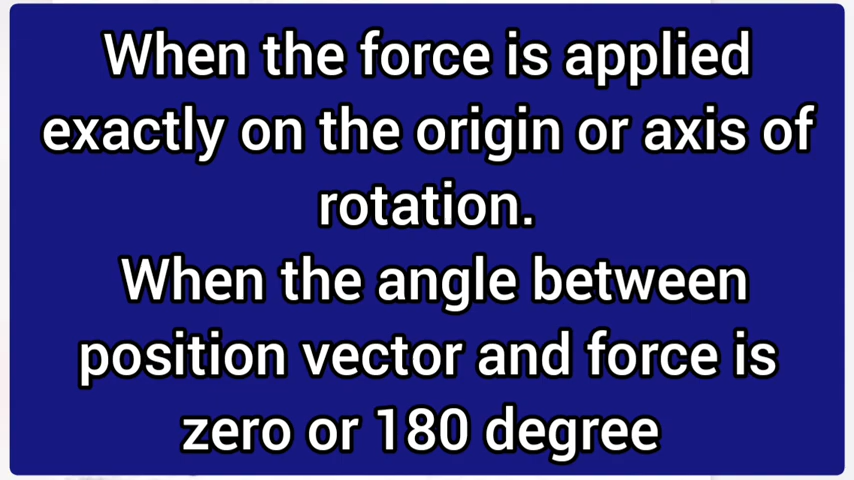 When the force is applied
exactly on the origin or axis of
rotation.
When the angle between
position vector and force is
zero or 180 degree